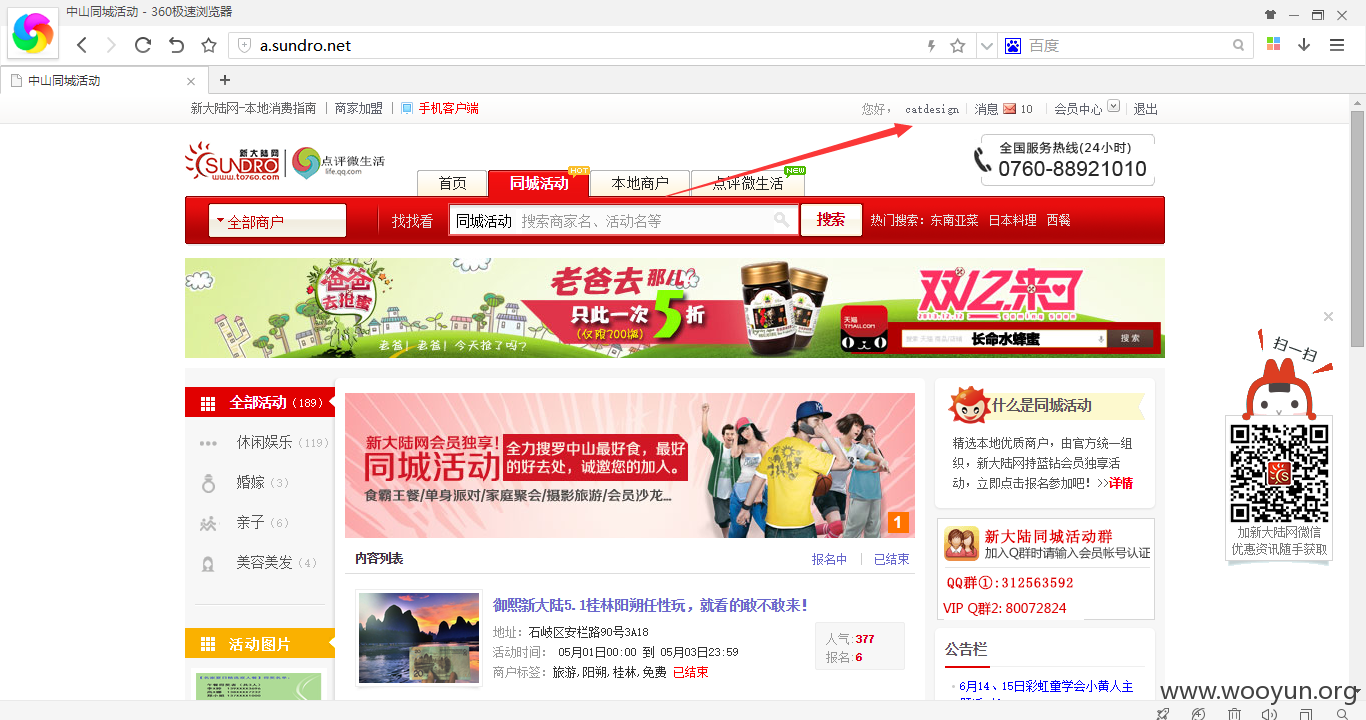 中山同城活动 - 360极速浏览器
a.sundro.net
百度
中山同城活动
新大陆网-本地消费指南 | 商家加盟 | 手机客户端
您好， catdesign 消息 10 会员中心 退出
新大陆网
SUNDRO
www.to760.com
点评微生活
life.qq.com
全国服务热线(24小时)
0760-88921010
首页
同城活动
HOT
本地商户
点评微生活
NEW
全部商户
找找看
同城活动 搜索商家名、活动名等
搜索
热门搜索: 东南亚菜 日本料理 西餐
爸爸去抢蜜
老爸去那儿?
只此一次5折
(仅限700端)
老爸！老爸！今天抢了吗？
双12来了
天猫
TMALL.COM
长命水蜂蜜
搜索
扫一扫
全部活动 (189)
休闲娱乐 (119)
婚嫁 (3)
亲子 (6)
美容美发 (4)
活动图片
新大陆网会员独享！
同城活动
全力搜罗中山最好食，最好
的好去处，诚邀您的加入。
食霸王餐/单身派对/家庭聚会/摄影旅游/会员沙龙...
1
什么是同城活动
精选本地优质商户，由官方统一组
织，新大陆网持蓝钻会员独享活
动，立即点击报名参加吧！>>详情
新大陆同城活动群
加入Q群时请输入会员帐号认证
QQ群①:312563592
VIP Q群2: 80072824
加新大陆网微信
优惠资讯随手获取
内容列表
报名中 | 已结束
御熙新大陆5.1桂林阳朔任性玩，就看的敢不敢来！
地址: 石岐区安栏路90号3A18
活动时间: 05月01日00:00 到 05月03日23:59
商户标签: 旅游,阳朔,桂林,免费 已结束
人气:377
报名:6
公告栏
6月14、15日彩虹童学会小黄人主
www.wooyun.org